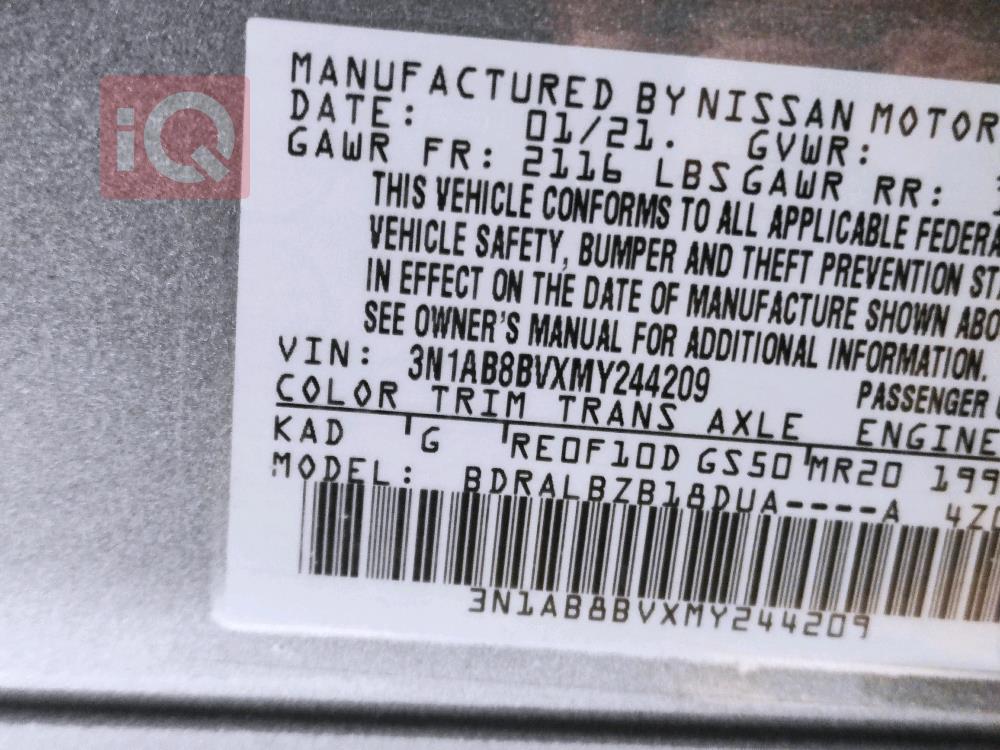 iQ
MANUFACTURED BY NISSAN MOTOR
DATE: 01/21. GVWR:
GAWR FR: 2116 LBS GAWR RR:
THIS VEHICLE CONFORMS TO ALL APPLICABLE FEDERA
VEHICLE SAFETY, BUMPER AND THEFT PREVENTION STA
IN EFFECT ON THE DATE OF MANUFACTURE SHOWN ABO
SEE OWNER'S MANUAL FOR ADDITIONAL INFORMATION.
VIN: 3N1AB8BVXMY244209 PASSENGER
COLOR TRIM TRANS AXLE ENGINE
KAD G RE0F10D GS50 MR20 199
MODEL: BDRALBZB18DUA----A 4Z
3N1AB8BVXMY244209